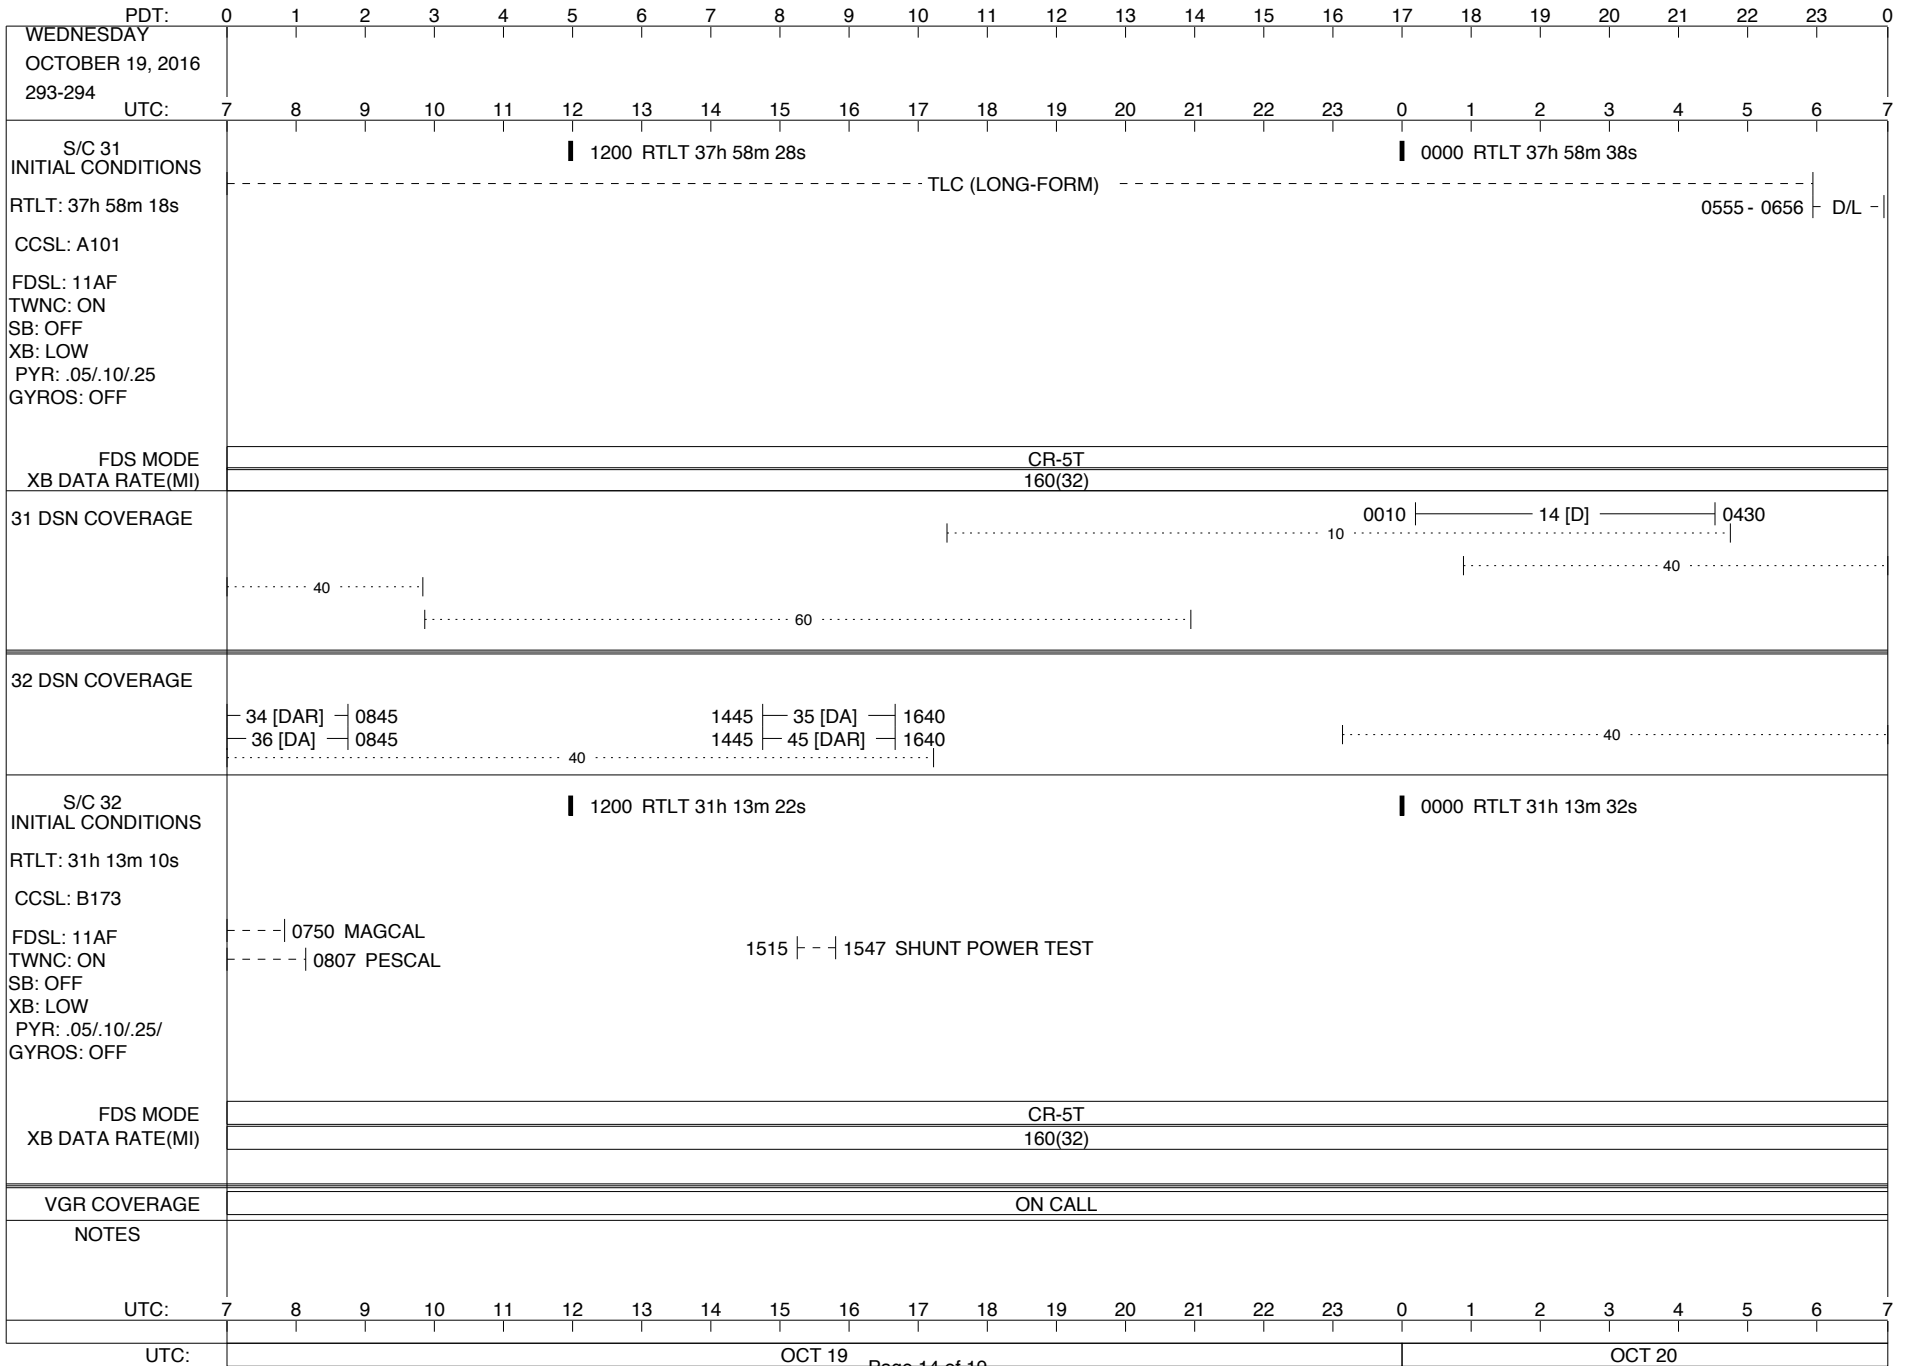 PDT: 0 1 2 3 4 5 6 7 8 9 10 11 12 13 14 15 16 17 18 19 20 21 22 23 0
WEDNESDAY
OCTOBER 19, 2016
293-294
UTC: 7 8 9 10 11 12 13 14 15 16 17 18 19 20 21 22 23 0 1 2 3 4 5 6 7
S/C 31
INITIAL CONDITIONS
1200 RTLT 37h 58m 28s
0000 RTLT 37h 58m 38s
TLC (LONG-FORM)
RTLT: 37h 58m 18s
0555 - 0656 D/L
CCSL: A101
FDSL: 11AF
TWNC: ON
SB: OFF
XB: LOW
PYR: .05/.10/.25
GYROS: OFF
FDS MODE CR-5T
XB DATA RATE(MI) 160(32)
31 DSN COVERAGE
0010 14 [D] 0430
10
40
40
60
32 DSN COVERAGE
34 [DAR] 0845 1445 35 [DA] 1640
36 [DA] 0845 1445 45 [DAR] 1640
40
40
S/C 32
INITIAL CONDITIONS
1200 RTLT 31h 13m 22s
0000 RTLT 31h 13m 32s
RTLT: 31h 13m 10s
CCSL: B173
0750 MAGCAL
1515 1547 SHUNT POWER TEST
0807 PESCAL
FDSL: 11AF
TWNC: ON
SB: OFF
XB: LOW
PYR: .05/.10/.25/
GYROS: OFF
FDS MODE CR-5T
XB DATA RATE(MI) 160(32)
VGR COVERAGE ON CALL
NOTES
UTC: 7 8 9 10 11 12 13 14 15 16 17 18 19 20 21 22 23 0 1 2 3 4 5 6 7
UTC: OCT 19 OCT 20
Page 14 of 19